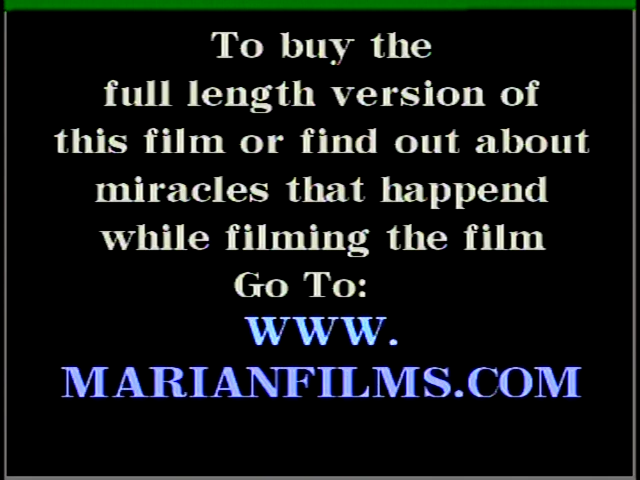 To buy the
full length version of
this film or find out about
miracles that happend
while filming the film
Go To:
WWW.
MARIANFILMS.COM